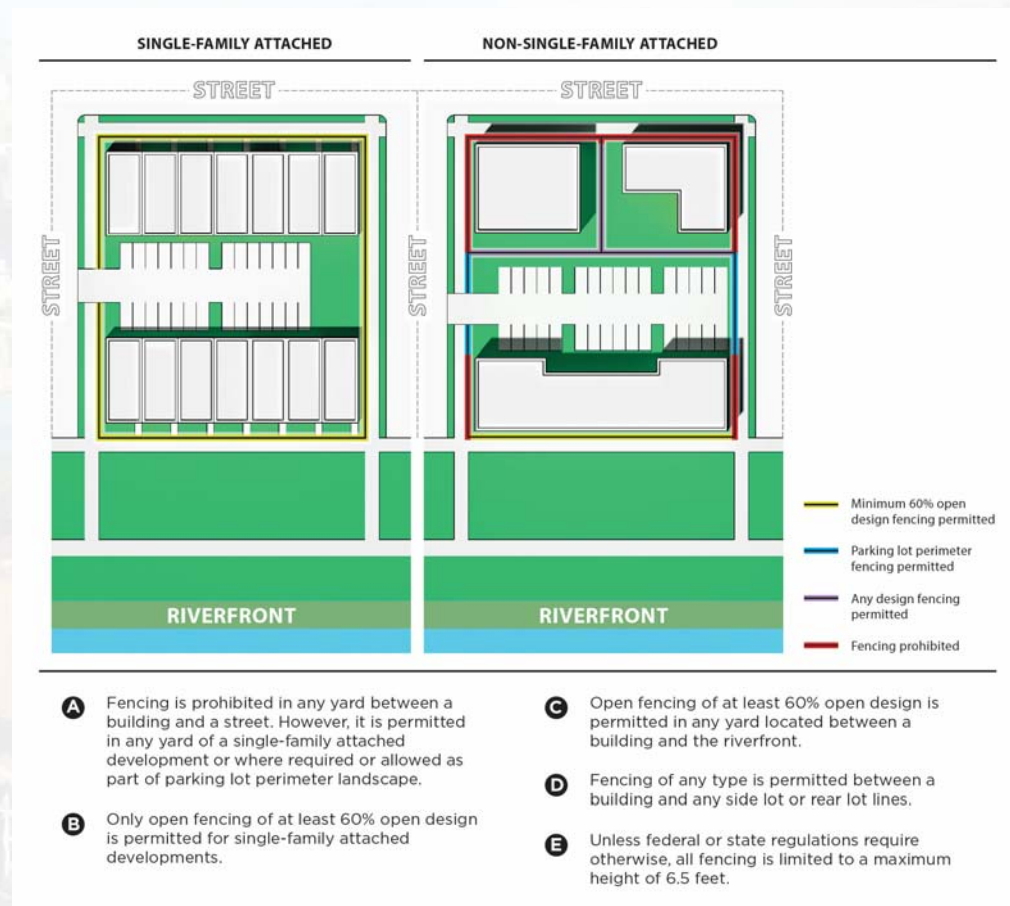 SINGLE-FAMILY ATTACHED
NON-SINGLE-FAMILY ATTACHED
STREET
STREET
STREET
STREET
STREET
RIVERFRONT
RIVERFRONT
Minimum 60% open
design fencing permitted
Parking lot perimeter
fencing permitted
Any design fencing
permitted
Fencing prohibited
A Fencing is prohibited in any yard between a
building and a street. However, it is permitted
in any yard of a single-family attached
development or where required or allowed as
part of parking lot perimeter landscape.
B Only open fencing of at least 60% open design
is permitted for single-family attached
developments.
C Open fencing of at least 60% open design is
permitted in any yard located between a
building and the riverfront.
D Fencing of any type is permitted between a
building and any side lot or rear lot lines.
E Unless federal or state regulations require
otherwise, all fencing is limited to a maximum
height of 6.5 feet.